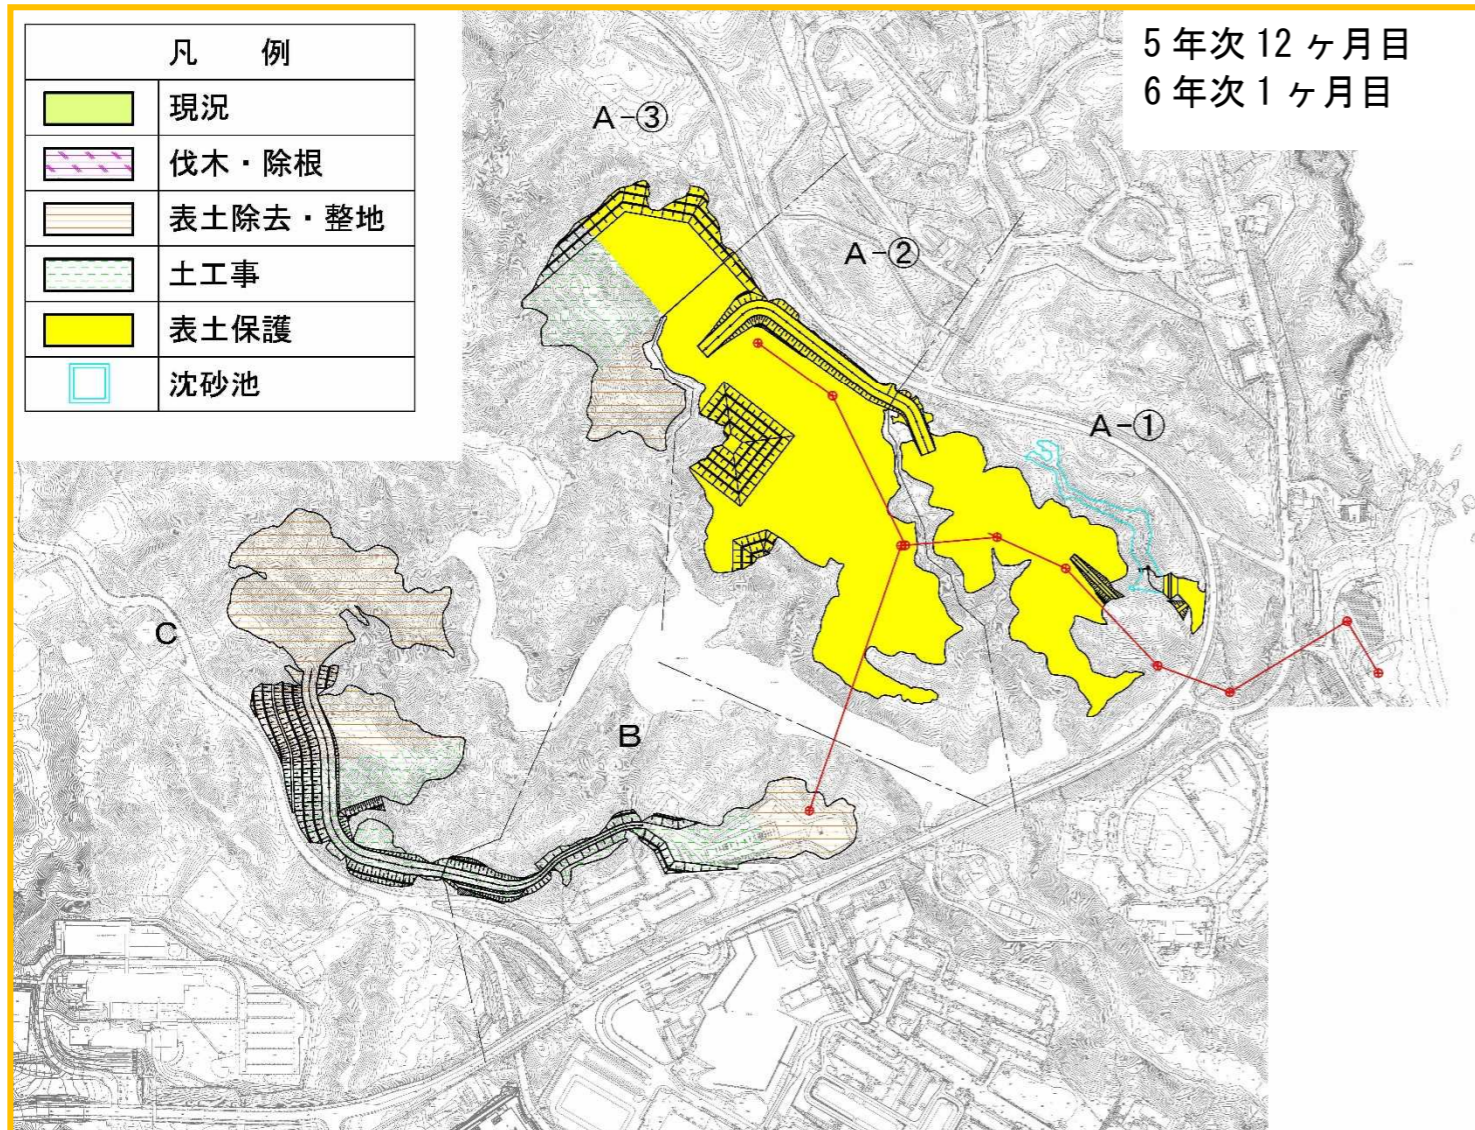 5年次12ヶ月目
6年次1ヶ月目
凡 例
現況
伐木・除根
表土除去・整地
土工事
表土保護
沈砂池
A-③
A-②
A-①
C
B